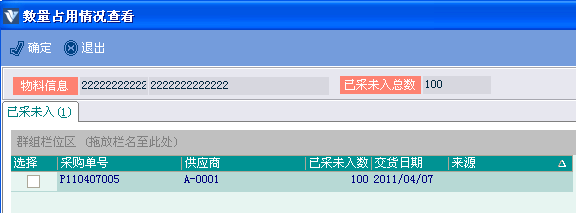 数量占用情况查看
确定 退出
物料信息 22222222222 2222222222222 已采未入总数 100
已采未入(1)
群组栏位区 (拖放栏名至此处)
选择 采购单号 供应商 已采未入数 交货日期 来源
P110407005 A-0001 100 2011/04/07